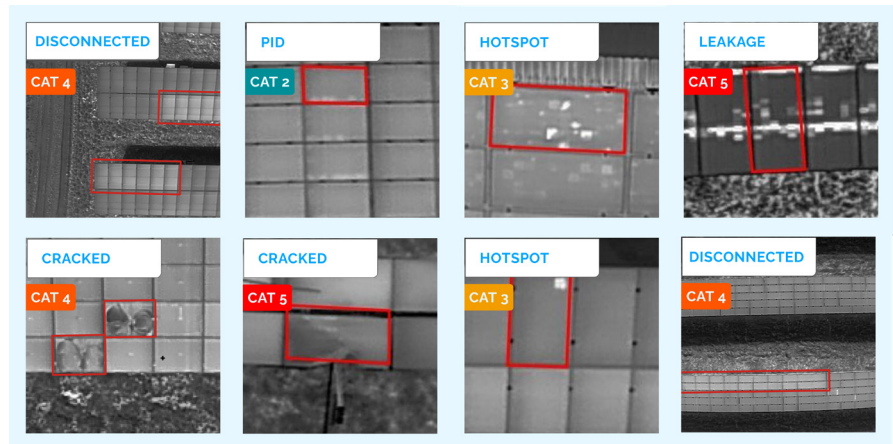 DISCONNECTED
CAT 4
PID
CAT 2
HOTSPOT
CAT 3
LEAKAGE
CAT 5
CRACKED
CAT 4
CRACKED
CAT 5
HOTSPOT
CAT 3
DISCONNECTED
CAT 4